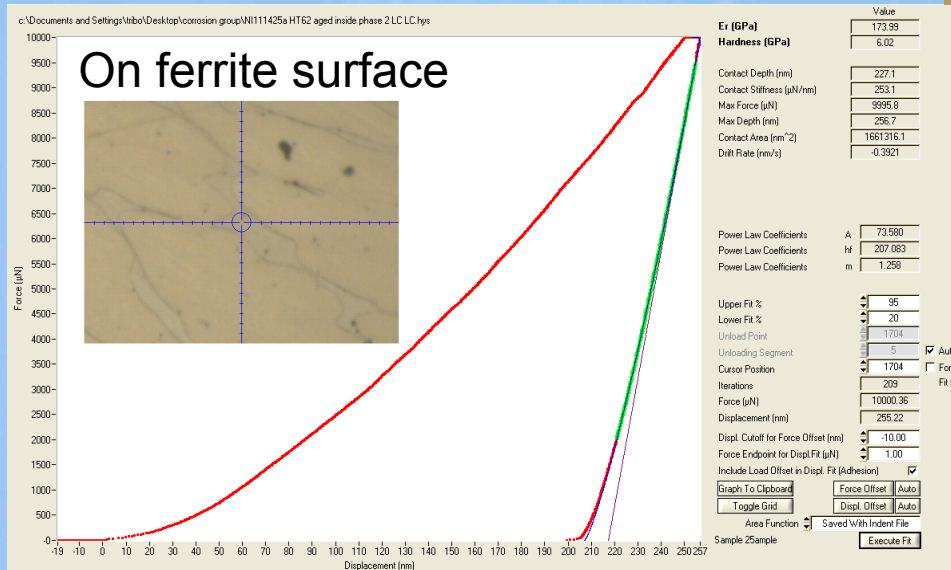 c:\Documents and Settings\tribo\Desktop\corrosion group\NI111425a HT62 aged inside phase 2 LC LC.hys
On ferrite surface
10000-
9500-
9000-
8500-
8000-
7500-
7000-
6500-
6000-
5500-
5000-
4500-
4000-
3500-
3000-
2500-
2000-
1500-
1000-
500-
-0-
Force (µN)
-19 -10 0 10 20 30 40 50 60 70 80 90 100 110 120 130 140 150 160 170 180 190 200 210 220 230 240 250 257
Displacement (nm)
Value
Er (GPa) 173.99
Hardness (GPa) 6.02
Contact Depth (nm) 227.1
Contact Stiffness (µN/nm) 253.1
Max Force (µN) 9995.8
Max Depth (nm) 256.7
Contact Area (nm^2) 1661316.1
Drift Rate (nm/s) -0.3921
Power Law Coefficients A 73.580
Power Law Coefficients hf 207.083
Power Law Coefficients m 1.258
Upper Fit % 95
Lower Fit % 20
Unload Point 1704
Unloading Segment 5 Aut
Cursor Position 1704 For
Iterations 209 Fit
Force (µN) 10000.36
Displacement (nm) 255.22
Displ. Cutoff for Force Offset (nm) -10.00
Force Endpoint for Displ.Fit (µN) 1.00
Include Load Offset in Displ. Fit (Adhesion)
Graph To Clipboard Force Offset Auto
Toggle Grid Displ. Offset Auto
Area Function Saved With Indent File
Sample 25ample Execute Fit